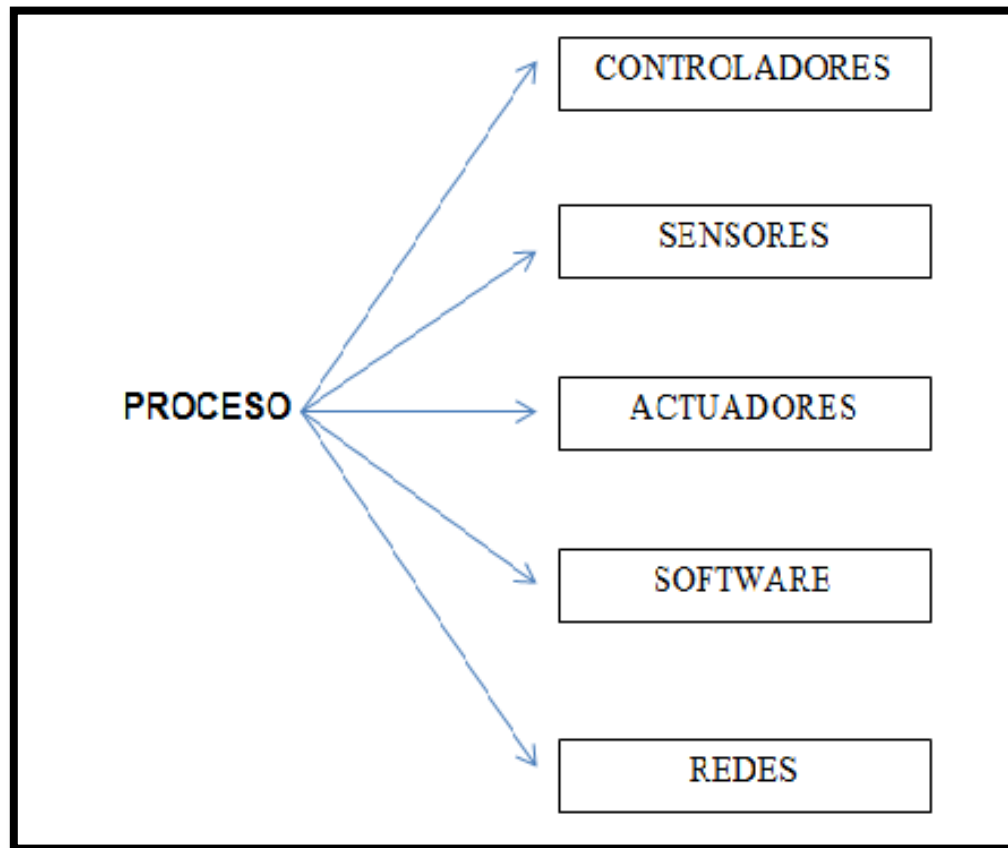 CONTROLADORES
SENSORES
PROCESO
ACTUADORES
SOFTWARE
REDES